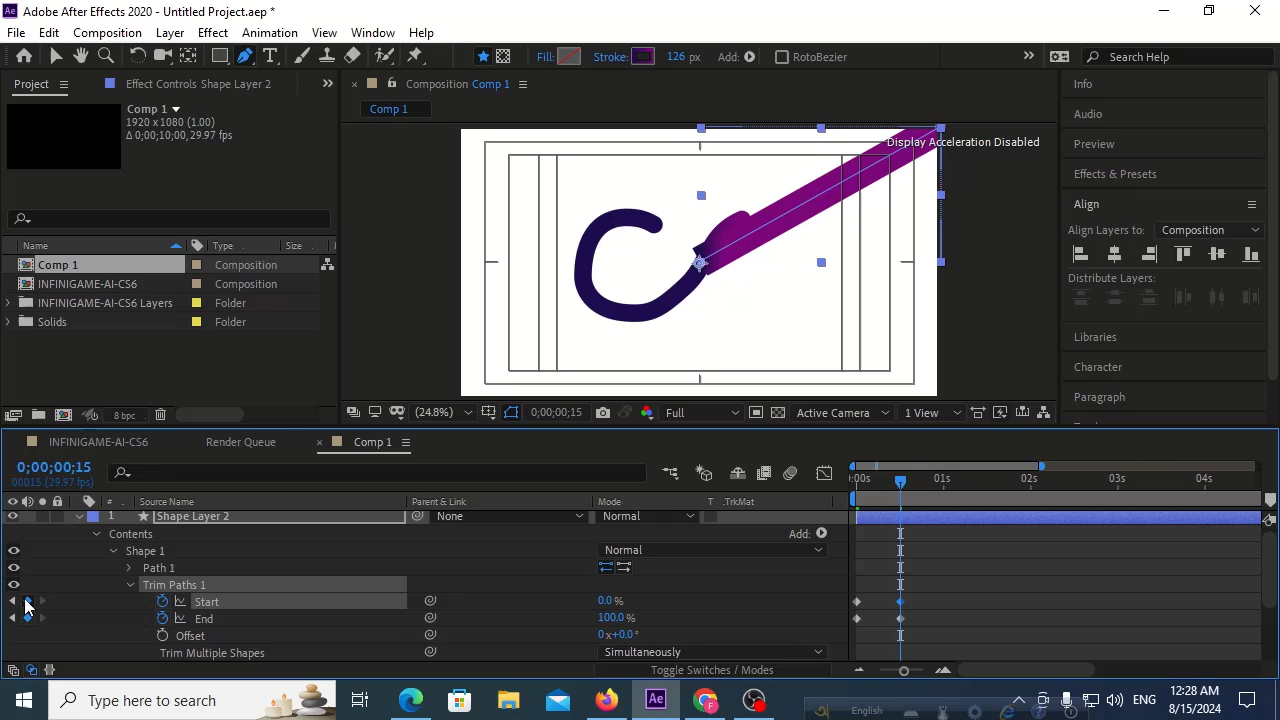 Adobe After Effects 2020 - Untitled Project.aep *
File Edit Composition Layer Effect Animation View Window Help
Fill: Stroke: 126 px Add: RotoBezier Search Help
Project Effect Controls Shape Layer 2 Composition Comp 1 Info
Comp 1
1920 x 1080 (1.00)
Δ 0;00;10;00, 29.97 fps
Comp 1
Display Acceleration Disabled
Audio
Preview
Effects & Presets
Align
Align Layers to: Composition
Distribute Layers:
Libraries
Character
Paragraph
Name Type Size
Comp 1 Composition
INFINIGAME-AI-CS6 Composition
INFINIGAME-AI-CS6 Layers Folder
Solids Folder
8 bpc
(24.8%) 0;00;00;15 Full Active Camera 1 View
INFINIGAME-AI-CS6 Render Queue Comp 1
0;00;00;15
00015 (29.97 fps)
# Source Name Parent & Link Mode T .TrkMat
:00s 01s 02s 03s 04s
1 Shape Layer 2 None Normal
Contents Add:
Shape 1 Normal
Path 1
Trim Paths 1
Start 0.0 %
End 100.0 %
Offset 0 x+0.0 °
Trim Multiple Shapes Simultaneously
Toggle Switches / Modes
Type here to search
Ae
English
ENG
12:28 AM
8/15/2024